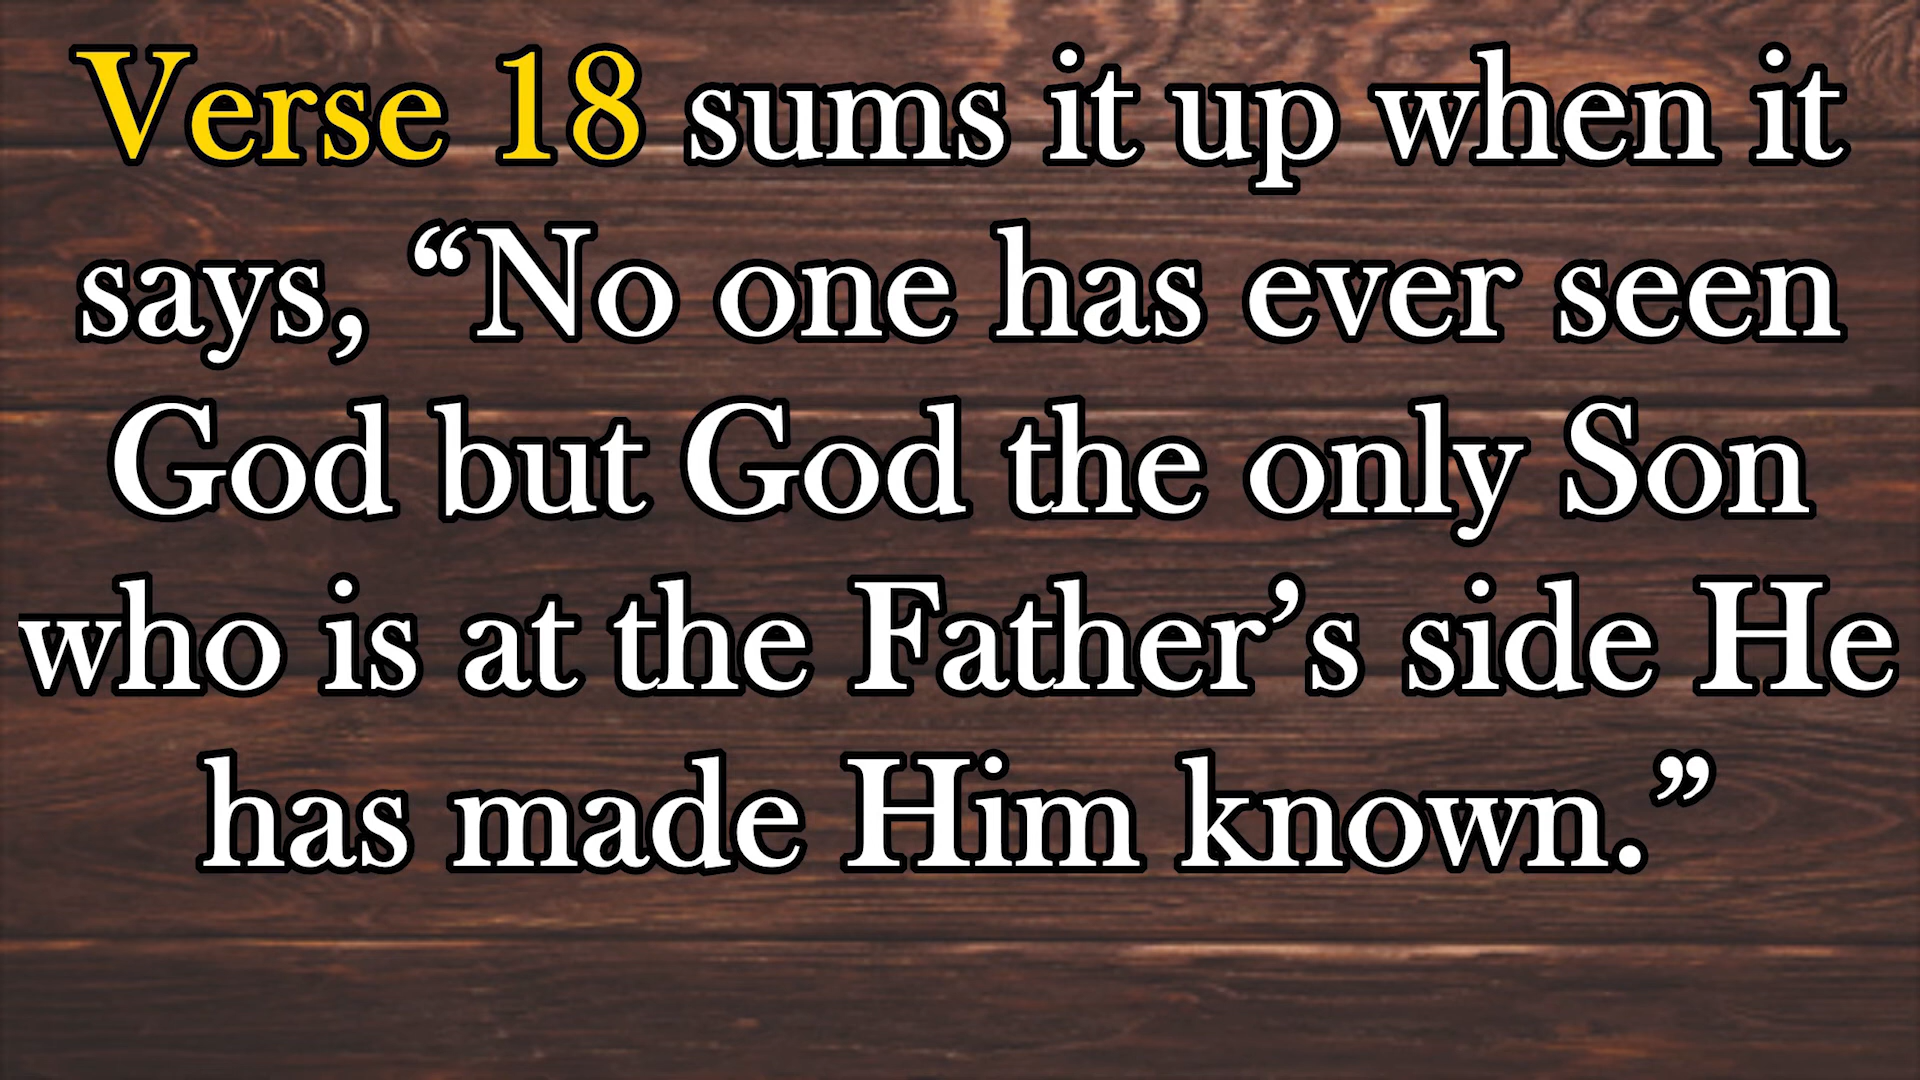 Verse 18 sums it up when it
says, “No one has ever seen
God but God the only Son
who is at the Father’s side He
has made Him known.”